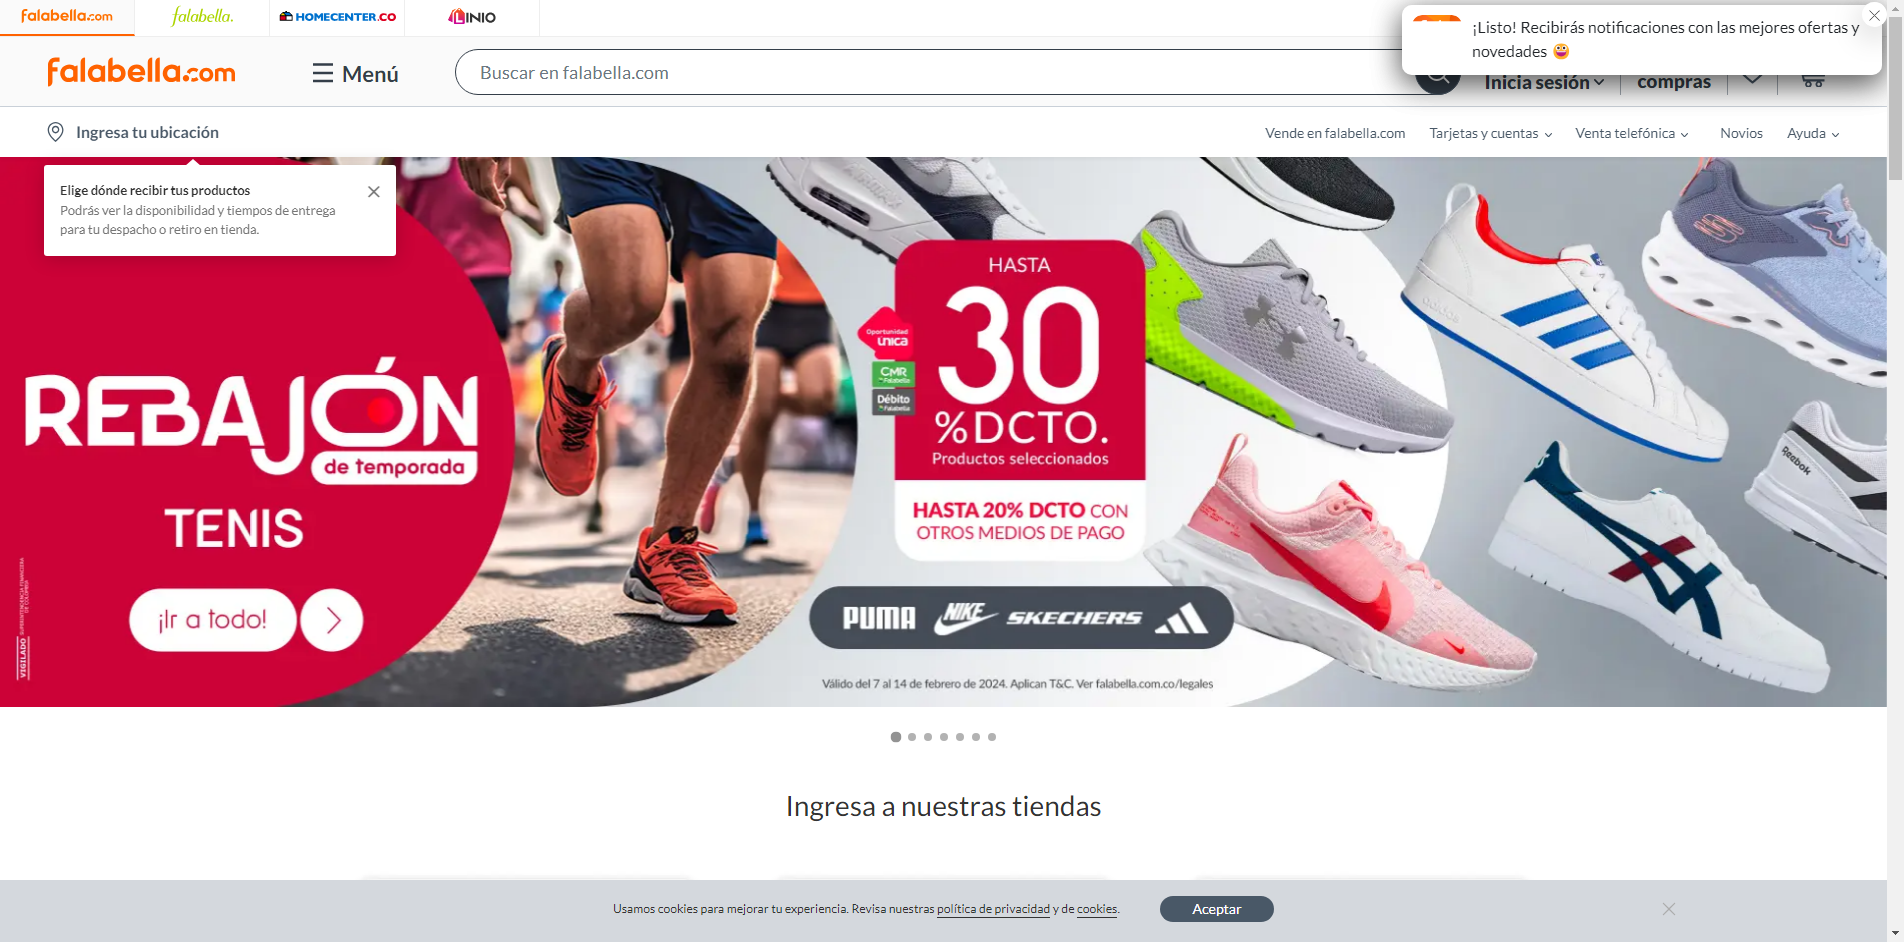 falabella.com
falabella.
HOMECENTER.CO
LINIO
¡Listo! Recibirás notificaciones con las mejores ofertas y
novedades
falabella.com
Menú
Buscar en falabella.com
Inicia sesión
compras
Ingresa tu ubicación
Vende en falabella.com
Tarjetas y cuentas
Venta telefónica
Novios
Ayuda
Elige dónde recibir tus productos
Podrás ver la disponibilidad y tiempos de entrega
para tu despacho o retiro en tienda.
REBAJÓN
de temporada
TENIS
¡Ir a todo!
VIGILADO
SUPERINTENDENCIA FINANCIERA
DE COLOMBIA
HASTA
30
%DCTO.
Productos seleccionados
Oportunidad
única
CMR
Falabella
Débito
Falabella
HASTA 20% DCTO CON
OTROS MEDIOS DE PAGO
PUMA
NIKE
SKECHERS
Válido del 7 al 14 de febrero de 2024. Aplican T&C. Ver falabella.com.co/legales
adidas
Reebok
Ingresa a nuestras tiendas
Usamos cookies para mejorar tu experiencia. Revisa nuestras política de privacidad y de cookies.
Aceptar